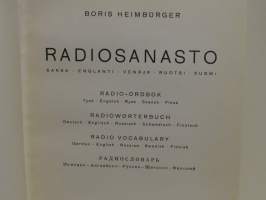 BORIS HEIMBÜRGER
RADIOSANASTO
SAKSA - ENGLANTI - VENÄJÄ - RUOTSI - SUOMI
RADIO-ORDBOK
Tysk - Engelsk - Rysk - Svensk - Finsk
RADIOWÖRTERBUCH
Deutsch - Englisch - Russisch - Schwedisch - Finnisch
RADIO VOCABULARY
German - English - Russian - Swedish - Finnish
РАДИОСЛОВАРЬ